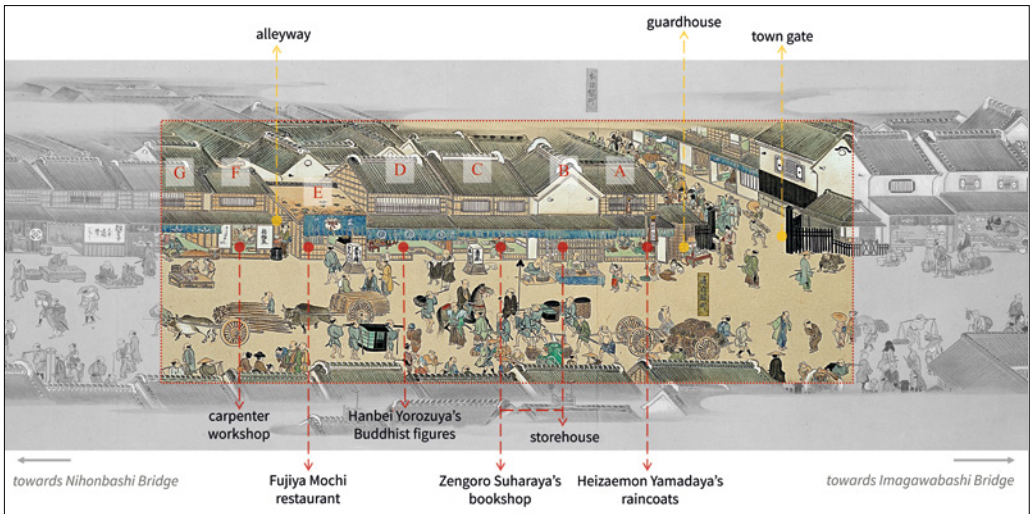 guardhouse
alleyway
town gate
G
F
E
D
C
B
A
carpenter
workshop
Hanbei Yorozuya's
Buddhist figures
storehouse
Fujiya Mochi
restaurant
Zengoro Suharaya's
bookshop
Heizaemon Yamadaya's
raincoats
towards Nihonbashi Bridge
towards Imagawabashi Bridge